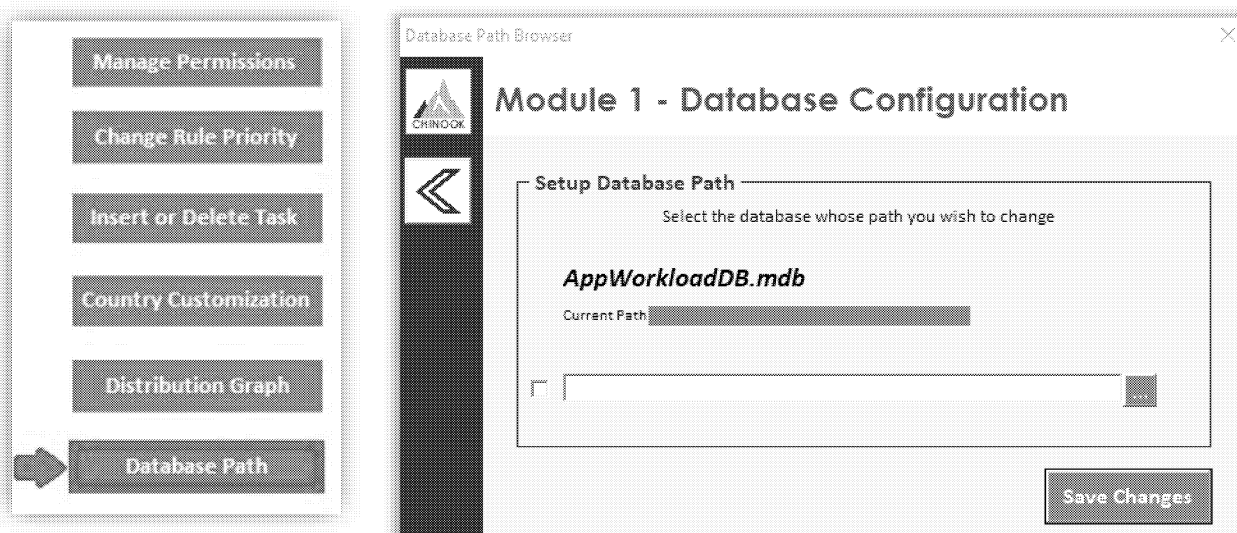 Manage Permissions
Change Rule Priority
Insert or Delete Task
Country Customization
Distribution Graph
Database Path
Database Path Browser
CHINOOK
Module 1 - Database Configuration
Setup Database Path
Select the database whose path you wish to change
AppWorkloadDB.mdb
Current Path
...
Save Changes